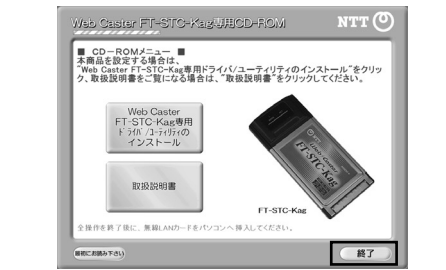 Web Caster FT-STC-Kag専用CD-ROM
NTT
■ CD－ROMメニュー ■
本商品を設定する場合は、
"Web Caster FT-STC-Kag専用ドライバ／ユーティリティのインストール"をクリッ
ク、取扱説明書をご覧になる場合は、"取扱説明書"をクリックしてください。
Web Caster
FT-STC-Kag専用
ﾄﾞﾗｲﾊﾞ/ﾕｰﾃｨﾘﾃｨの
インストール
Web Caster
FT-STC-Kag
取扱説明書
FT-STC-Kag
全操作を終了後に、無線LANカードをパソコンへ挿入してください。
最初にお読み下さい
終了